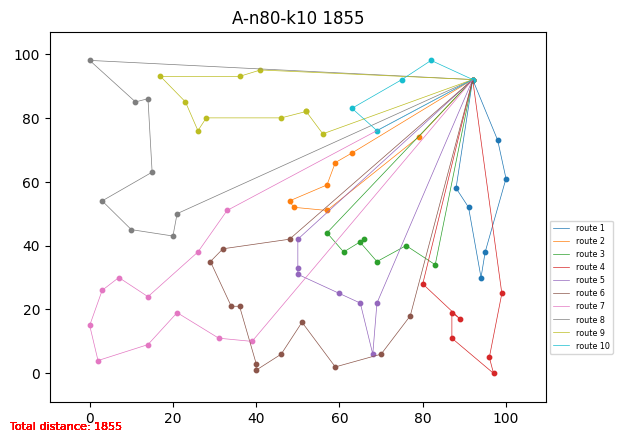 A-n80-k10 1855
100
80
60
40
20
0
0
20
40
60
80
100
route 1
route 2
route 3
route 4
route 5
route 6
route 7
route 8
route 9
route 10
Total distance: 1855